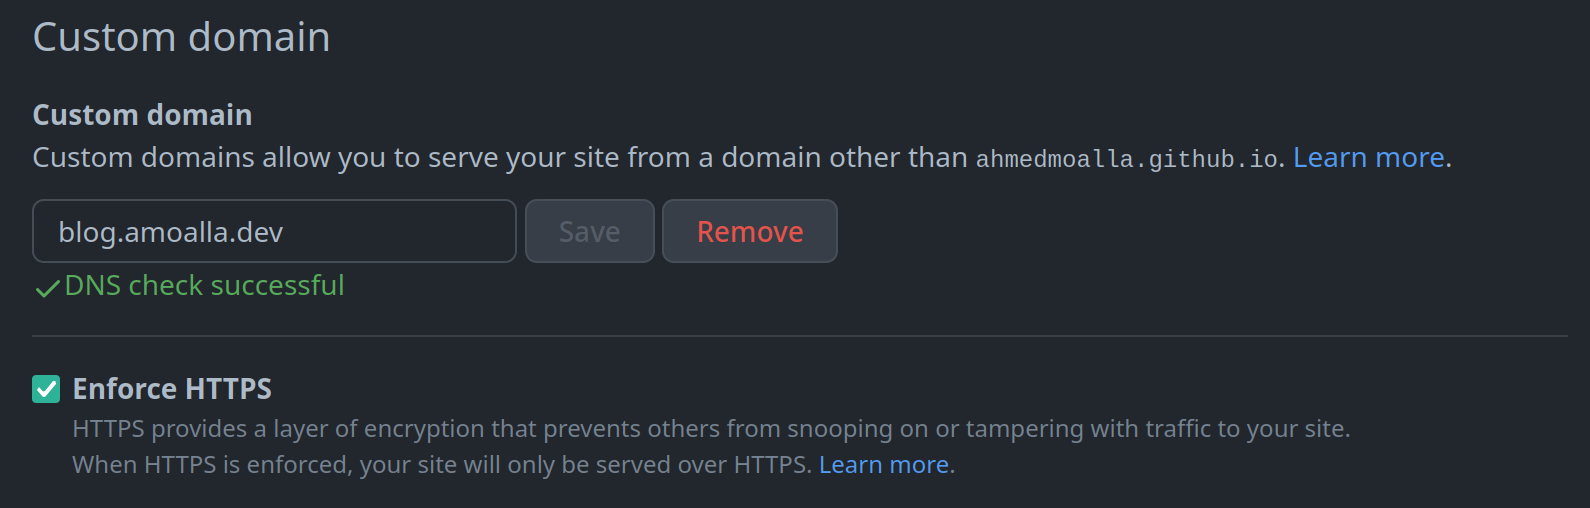 Custom domain
Custom domain
Custom domains allow you to serve your site from a domain other than ahmedmoalla.github.io. Learn more.
blog.amoalla.dev Save Remove
DNS check successful
Enforce HTTPS
HTTPS provides a layer of encryption that prevents others from snooping on or tampering with traffic to your site.
When HTTPS is enforced, your site will only be served over HTTPS. Learn more.